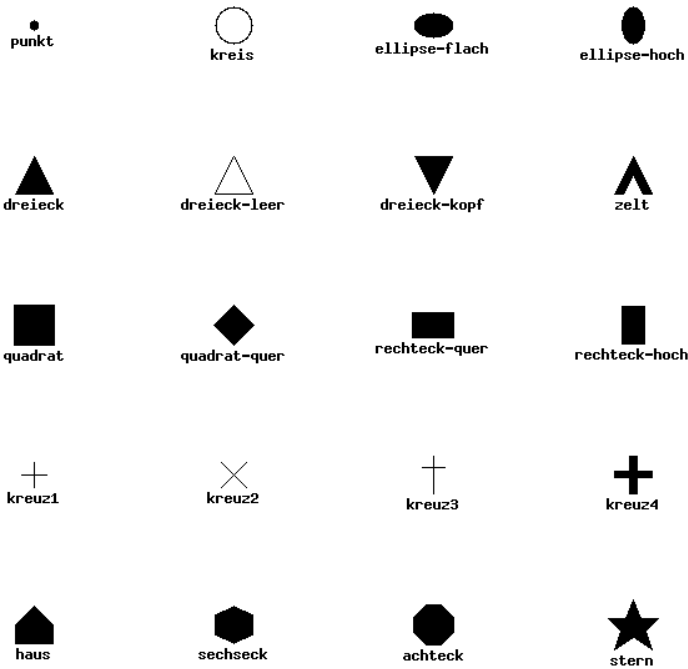 punkt
kreis
ellipse-flach
ellipse-hoch
dreieck
dreieck-leer
dreieck-kopf
zelt
quadrat
quadrat-quer
rechteck-quer
rechteck-hoch
kreuz1
kreuz2
kreuz3
kreuz4
haus
sechseck
achteck
stern